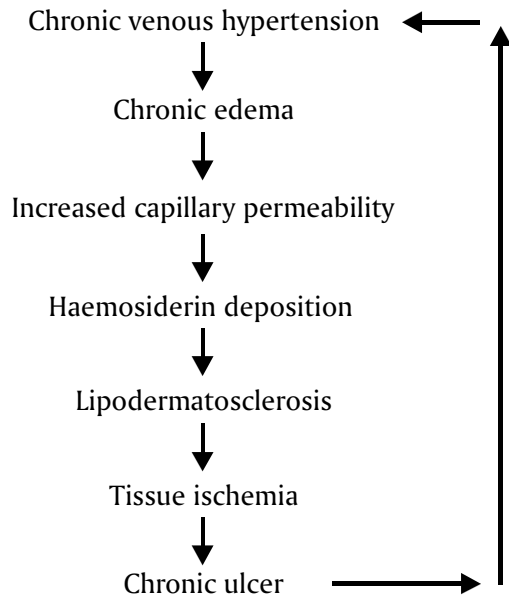 Chronic venous hypertension
Chronic edema
Increased capillary permeability
Haemosiderin deposition
Lipodermatosclerosis
Tissue ischemia
Chronic ulcer